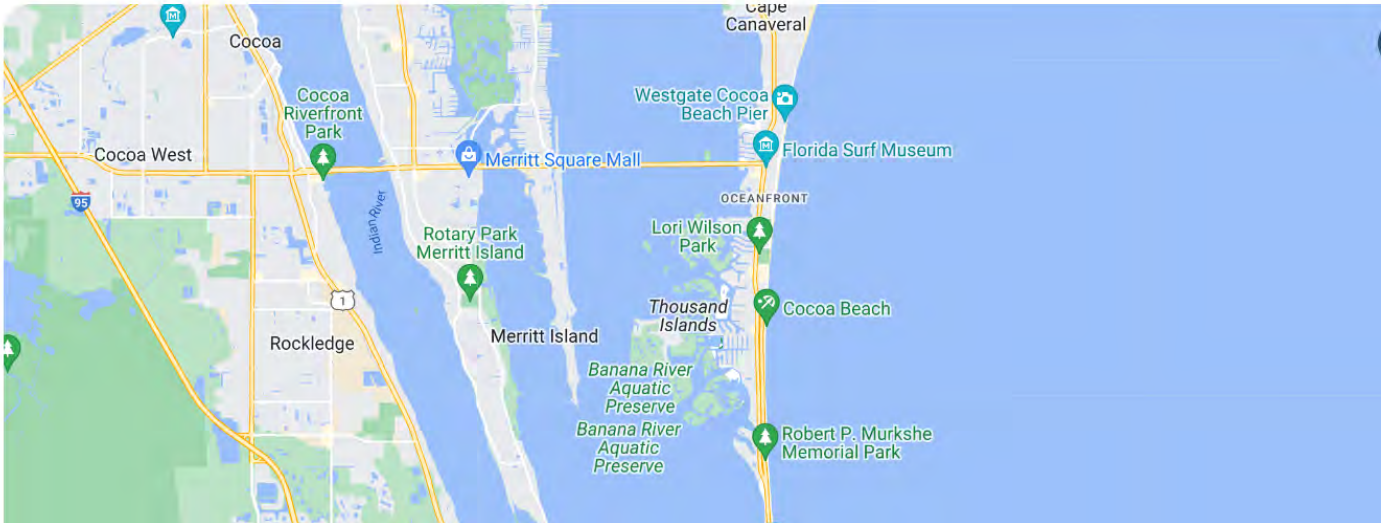 Cape
Canaveral
Cocoa
Westgate Cocoa
Beach Pier
Cocoa
Riverfront
Park
Florida Surf Museum
Cocoa West
Merritt Square Mall
95
OCEANFRONT
Indian River
Lori Wilson
Park
Rotary Park
Merritt Island
1
Thousand
Islands
Cocoa Beach
Merritt Island
Rockledge
Banana River
Aquatic
Preserve
Banana River
Aquatic
Preserve
Robert P. Murkshe
Memorial Park